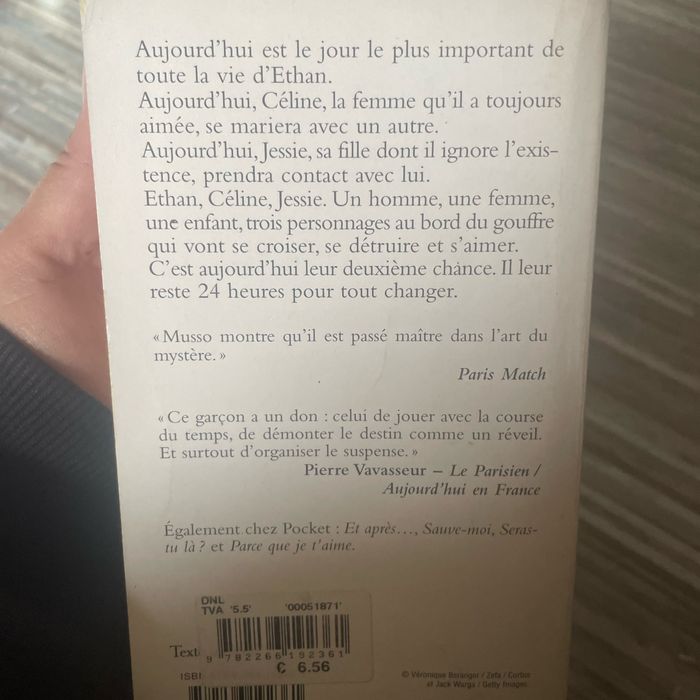 Aujourd'hui est le jour le plus important de
toute la vie d'Ethan.
Aujourd'hui, Céline, la femme qu'il a toujours
aimée, se mariera avec un autre.
Aujourd'hui, Jessie, sa fille dont il ignore l'exis-
tence, prendra contact avec lui.
Ethan, Céline, Jessie. Un homme, une femme,
une enfant, trois personnages au bord du gouffre
qui vont se croiser, se détruire et s'aimer.
C'est aujourd'hui leur deuxième chance. Il leur
reste 24 heures pour tout changer.
« Musso montre qu'il est passé maître dans l'art du
mystère. »
Paris Match
« Ce garçon a un don : celui de jouer avec la course
du temps, de démonter le destin comme un réveil.
Et surtout d'organiser le suspense. »
Pierre Vavasseur – Le Parisien /
Aujourd'hui en France
Également chez Pocket : Et après…, Sauve-moi, Seras-
tu là ? et Parce que je t'aime.
DNL
TVA '5.5' '00051871'
Text
9 782266 192361
€ 6.56
ISBN
© Véronique Beranger / Zefa / Corbis
et Jack Warga / Getty Images